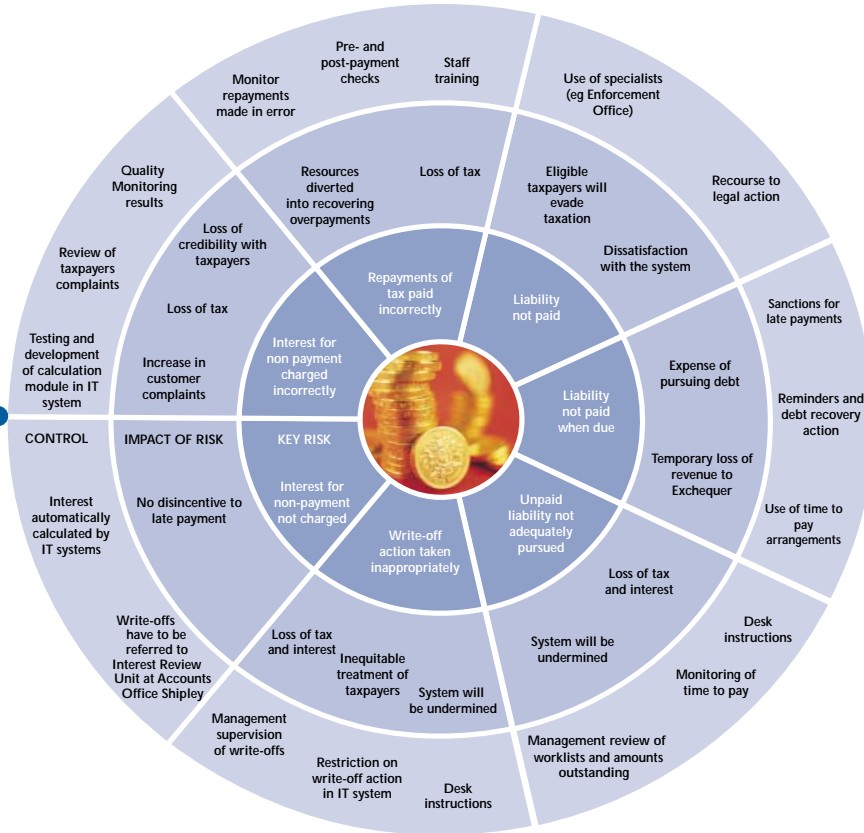 Pre- and
post-payment
checks
Staff
training
Monitor
repayments
made in error
Use of specialists
(eg Enforcement
Office)
Recourse to
legal action
Quality
Monitoring
results
Review of
taxpayers
complaints
Testing and
development
of calculation
module in IT
system
Resources
diverted
into recovering
overpayments
Loss of tax
Eligible
taxpayers will
evade
taxation
Dissatisfaction
with the system
Loss of
credibility with
taxpayers
Loss of tax
Increase in
customer
complaints
Repayments of
tax paid
incorrectly
Liability
not paid
Interest for
non payment
charged
incorrectly
Liability
not paid
when due
Expense of
pursuing debt
Temporary loss of
revenue to
Exchequer
Sanctions for
late payments
Reminders and
debt recovery
action
Use of time to
pay
arrangements
CONTROL
IMPACT OF RISK
KEY RISK
Interest
automatically
calculated by
IT systems
No disincentive to
late payment
Interest for
non-payment
not charged
Write-off
action taken
inappropriately
Unpaid
liability not
adequately
pursued
Write-offs
have to be
referred to
Interest Review
Unit at Accounts
Office Shipley
Loss of tax
and interest
Inequitable
treatment of
taxpayers
System will
be undermined
Loss of tax
and interest
System will be
undermined
Desk
instructions
Monitoring of
time to pay
Management review of
worklists and amounts
outstanding
Management
supervision
of write-offs
Restriction on
write-off action
in IT system
Desk
instructions